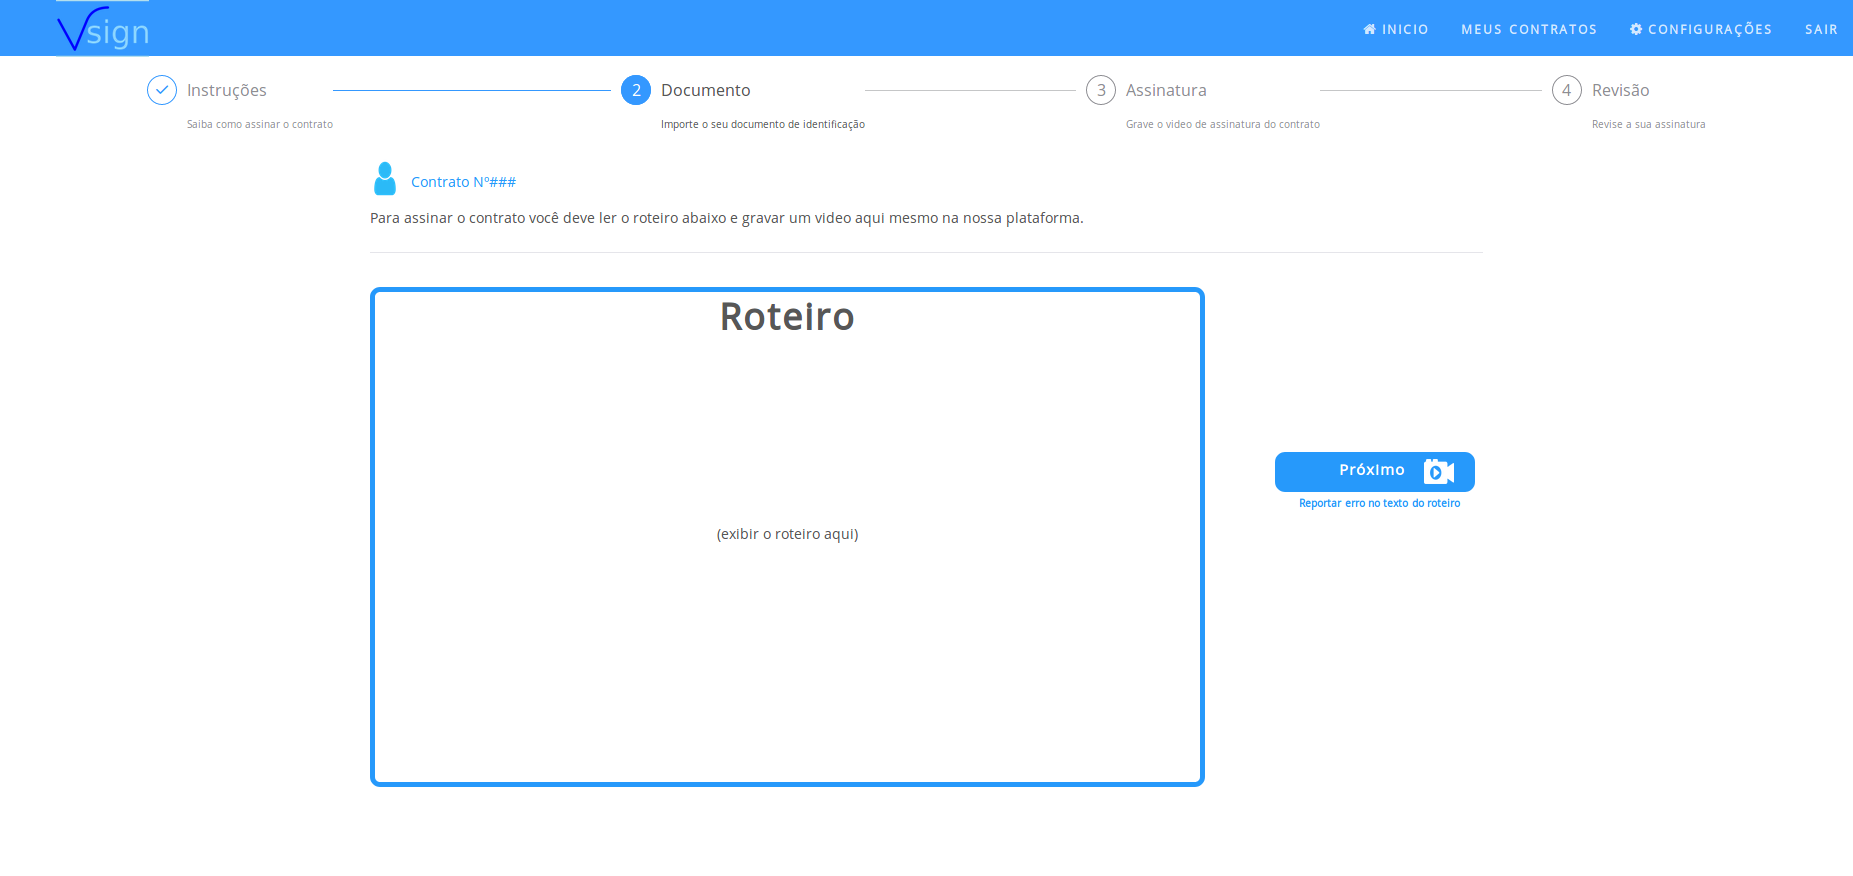 Vsign
INICIO MEUS CONTRATOS CONFIGURAÇÕES SAIR
Instruções
Saiba como assinar o contrato
2 Documento
Importe o seu documento de identificação
3 Assinatura
Grave o video de assinatura do contrato
4 Revisão
Revise a sua assinatura
Contrato Nº###
Para assinar o contrato você deve ler o roteiro abaixo e gravar um video aqui mesmo na nossa plataforma.
Roteiro
(exibir o roteiro aqui)
Próximo
Reportar erro no texto do roteiro